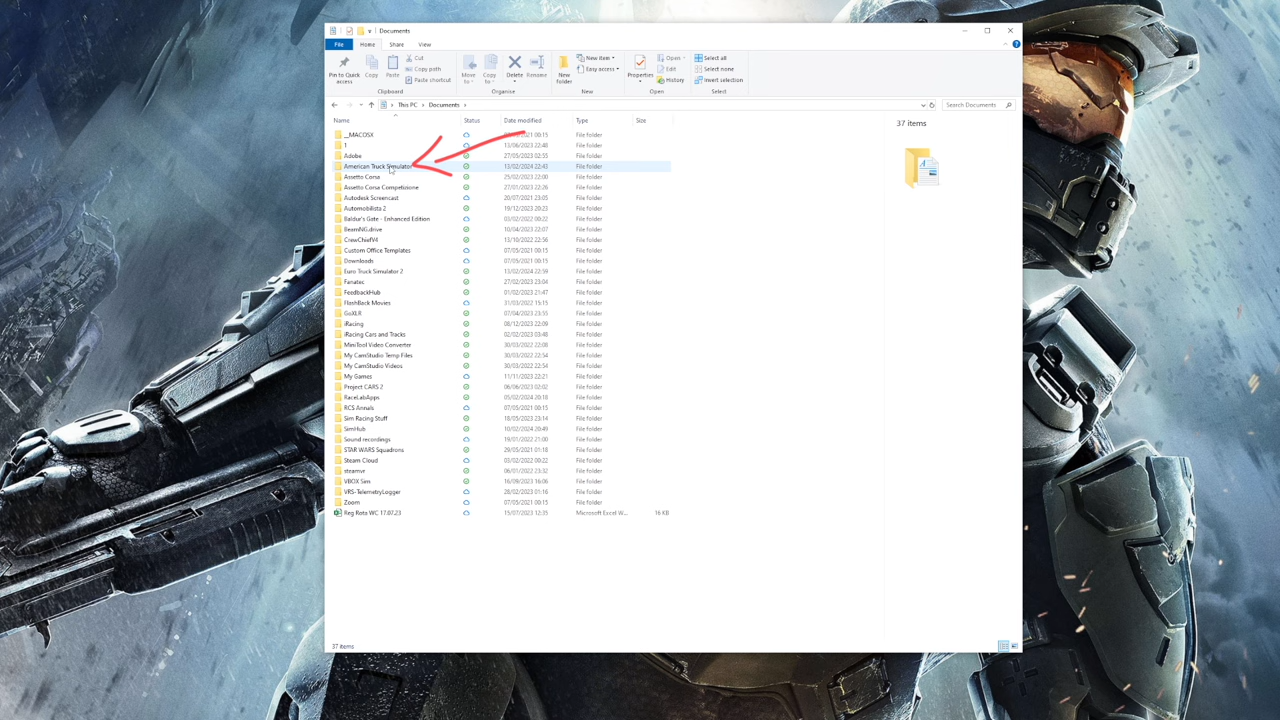 Documents
File Home Share View
Pin to Quick access
Copy
Paste
Cut
Copy path
Paste shortcut
Clipboard
Move to
Copy to
Delete
Rename
Organise
New folder
New item
Easy access
New
Properties
Open
Edit
History
Open
Select all
Select none
Invert selection
Select
This PC Documents
Search Documents
Name Status Date modified Type Size
37 items
__MACOSX 2021 00:15 File folder
1 13/06/2023 22:48 File folder
Adobe 27/05/2023 02:55 File folder
American Truck Simulator 13/02/2024 22:43 File folder
Assetto Corsa 25/02/2023 22:00 File folder
Assetto Corsa Competizione 27/01/2023 22:26 File folder
Autodesk Screencast 20/07/2021 23:05 File folder
Automobilista 2 19/12/2023 20:23 File folder
Baldur's Gate - Enhanced Edition 03/02/2022 00:22 File folder
BeamNG.drive 10/04/2023 22:07 File folder
CrewChiefV4 13/10/2022 22:56 File folder
Custom Office Templates 07/05/2021 00:15 File folder
Downloads 07/05/2021 00:15 File folder
Euro Truck Simulator 2 13/02/2024 22:59 File folder
Fanatec 27/02/2023 23:04 File folder
FeedbackHub 01/02/2023 21:47 File folder
FlashBack Movies 31/03/2022 15:15 File folder
GoXLR 07/04/2023 23:55 File folder
iRacing 08/12/2023 22:09 File folder
iRacing Cars and Tracks 02/02/2023 03:48 File folder
MiniTool Video Converter 30/03/2022 22:08 File folder
My CamStudio Temp Files 30/03/2022 22:54 File folder
My CamStudio Videos 30/03/2022 22:54 File folder
My Games 11/11/2023 22:21 File folder
Project CARS 2 06/06/2023 02:02 File folder
RaceLabApps 05/02/2024 20:18 File folder
RCS Annals 07/05/2021 00:15 File folder
Sim Racing Stuff 18/05/2023 23:14 File folder
SimHub 10/02/2024 20:49 File folder
Sound recordings 19/01/2022 21:00 File folder
STAR WARS Squadrons 29/05/2021 01:18 File folder
Steam Cloud 03/02/2022 00:22 File folder
steamvr 06/01/2022 23:32 File folder
VBOX Sim 16/09/2023 16:06 File folder
VRS-TelemetryLogger 28/02/2023 01:16 File folder
Zoom 07/05/2021 00:15 File folder
Reg Rota WC 17.07.23 15/07/2023 12:35 Microsoft Excel W... 16 KB
37 items